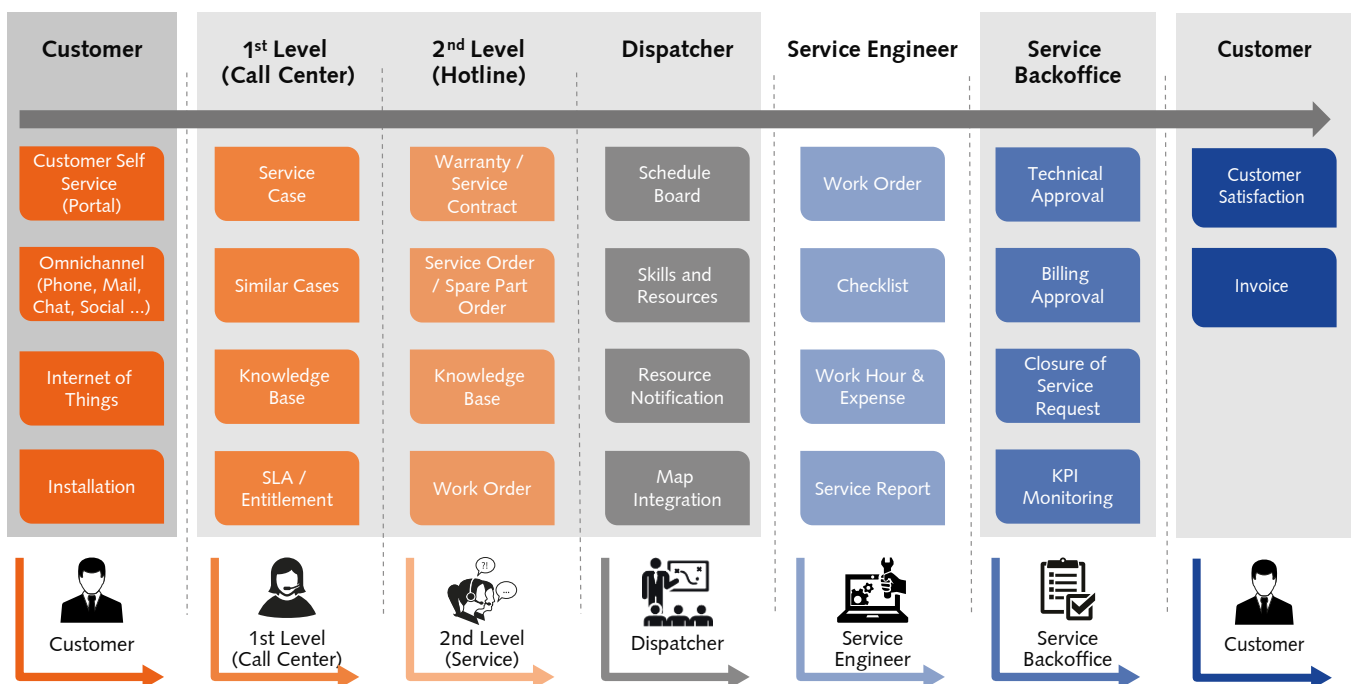 Customer
1st Level
(Call Center)
2nd Level
(Hotline)
Dispatcher
Service Engineer
Service
Backoffice
Customer
Customer Self
Service
(Portal)
Service
Case
Warranty /
Service
Contract
Schedule
Board
Work Order
Technical
Approval
Customer
Satisfaction
Omnichannel
(Phone, Mail,
Chat, Social ...)
Similar Cases
Service Order
/ Spare Part
Order
Skills and
Resources
Checklist
Billing
Approval
Invoice
Internet of
Things
Knowledge
Base
Knowledge
Base
Resource
Notification
Work Hour &
Expense
Closure of
Service
Request
Installation
SLA /
Entitlement
Work Order
Map
Integration
Service Report
KPI
Monitoring
?!
...
Customer
1st Level
(Call Center)
2nd Level
(Service)
Dispatcher
Service
Engineer
Service
Backoffice
Customer